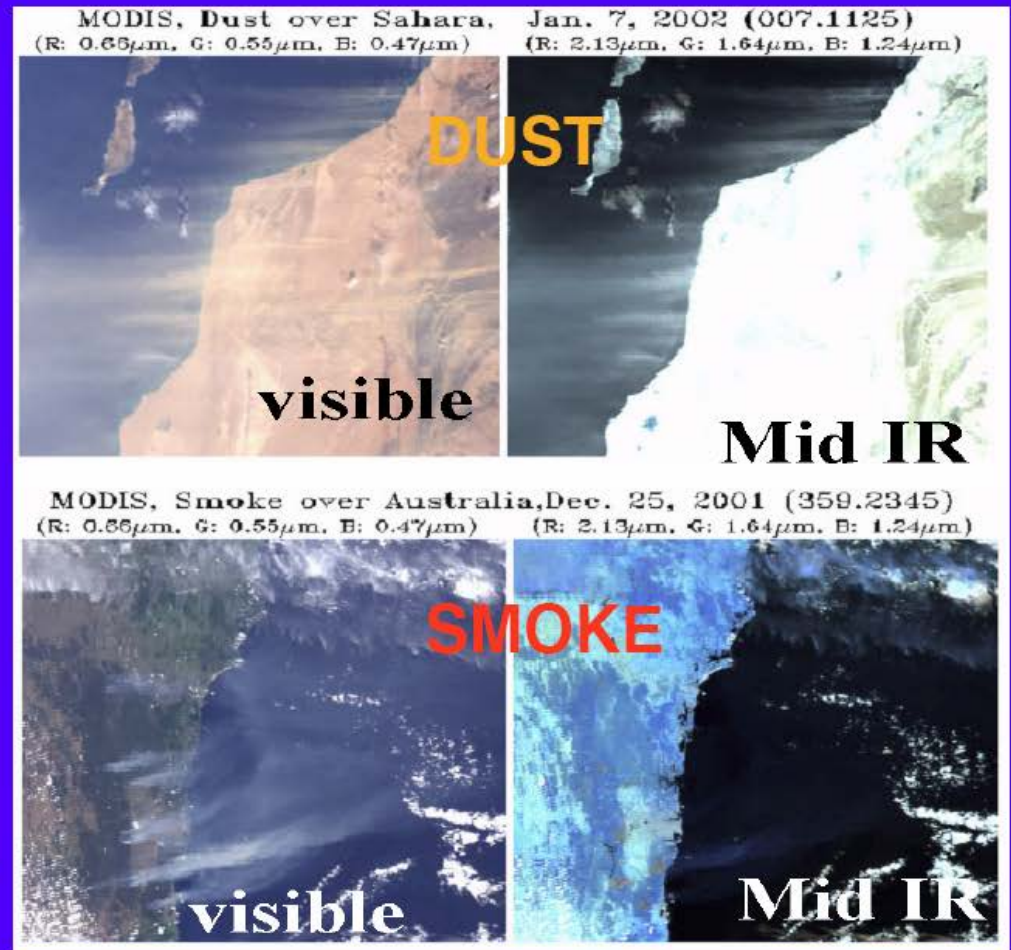 MODIS, Dust over Sahara, Jan. 7, 2002 (007.1125)
(R: 0.66μm, G: 0.55μm, B: 0.47μm) (R: 2.13μm, G: 1.64μm, B: 1.24μm)
DUST
visible
Mid IR
MODIS, Smoke over Australia,Dec. 25, 2001 (359.2345)
(R: 0.66μm, G: 0.55μm, B: 0.47μm) (R: 2.13μm, G: 1.64μm, B: 1.24μm)
SMOKE
visible
Mid IR